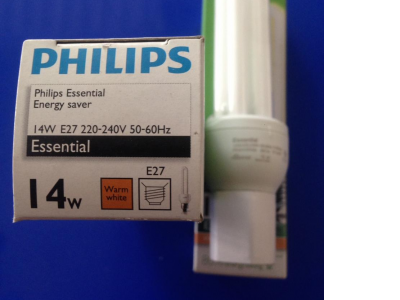 PHILIPS
Philips Essential
Energy saver
14W E27 220-240V 50-60Hz
Essential
14W
Warm
white
E27